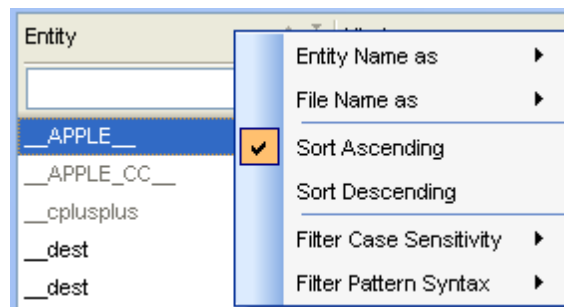 Entity
Entity Name as
File Name as
__APPLE__
Sort Ascending
__APPLE_CC__
Sort Descending
__cplusplus
Filter Case Sensitivity
__dest
Filter Pattern Syntax
__dest